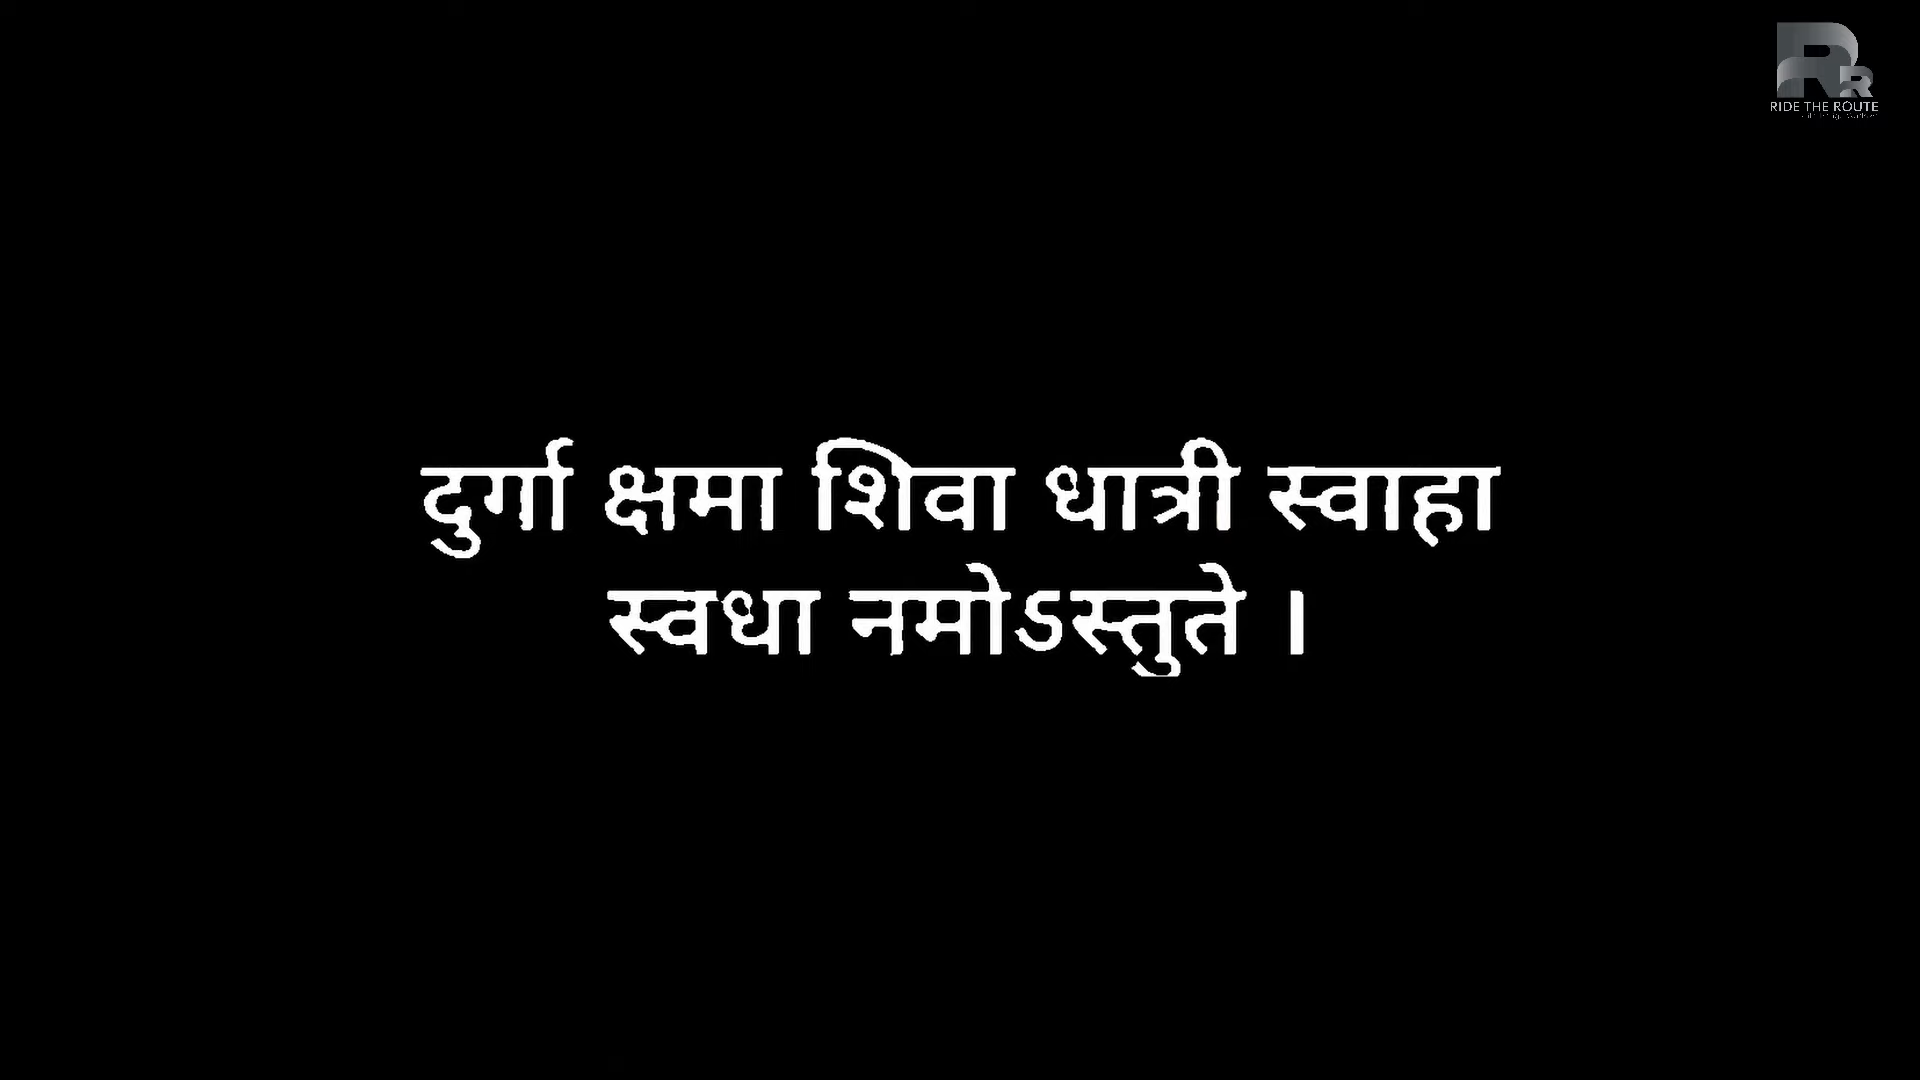 RIDE THE ROUTE
दुर्गा क्षमा शिवा धात्री स्वाहा
स्वधा नमोऽस्तुते ।